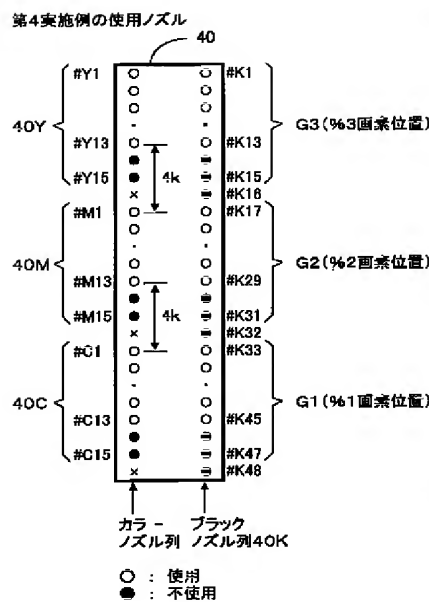 第4実施例の使用ノズル
40
#Y1 #K1
40Y G3(%3画素位置)
#Y13 #K13
#Y15 4k #K15
× #K16
#M1 #K17
40M G2(%2画素位置)
#M13 #K29
#M15 4k #K31
× #K32
#C1 #K33
40C G1(%1画素位置)
#C13 #K45
#C15 #K47
× #K48
カラー ブラック
ノズル列 ノズル列40K
○ : 使用
● : 不使用